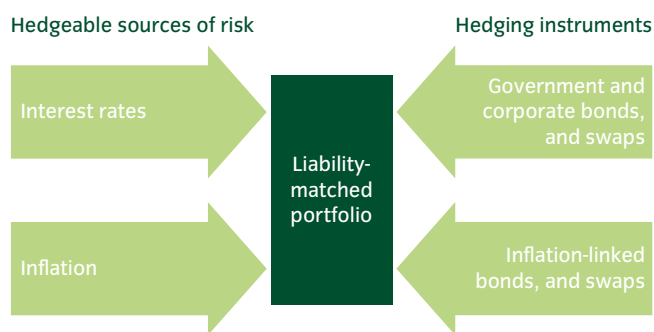 Hedgeable sources of risk
Hedging instruments
Interest rates
Liability-
matched
portfolio
Government and
corporate bonds,
and swaps
Inflation
Inflation-linked
bonds, and swaps